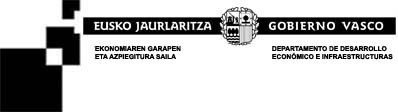 EUSKO JAURLARITZA GOBIERNO VASCO
EKONOMIAREN GARAPEN
ETA AZPIEGITURA SAILA
DEPARTAMENTO DE DESARROLLO
ECONÓMICO E INFRAESTRUCTURAS